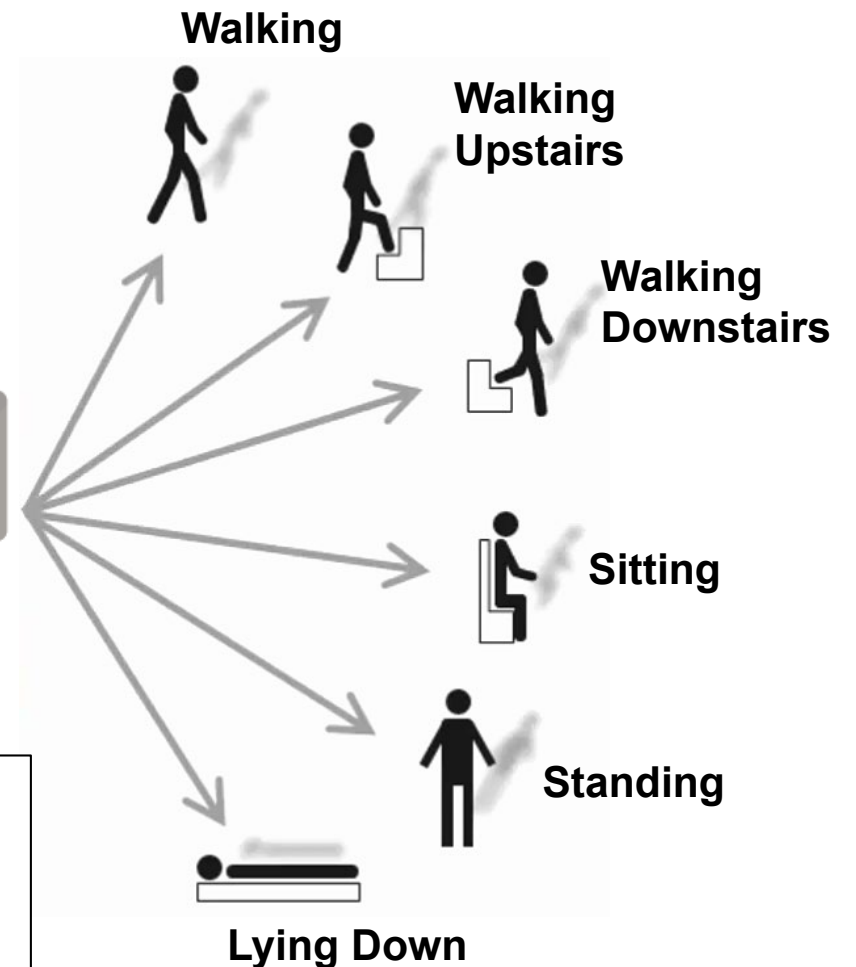 Walking
Walking
Upstairs
Walking
Downstairs
Sitting
Standing
Lying Down